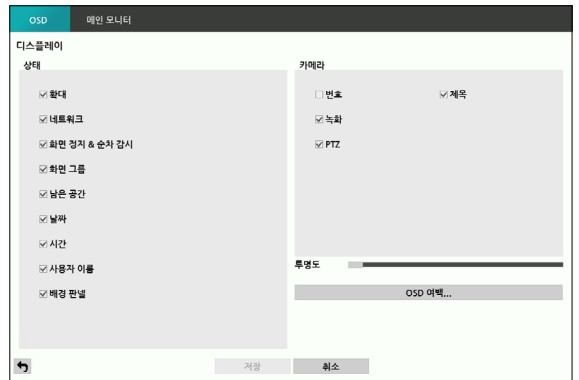 OSD 메인 모니터
디스플레이
상태
확대
네트워크
화면 정지 & 순차 감시
화면 그룹
남은 공간
날짜
시간
사용자 이름
배경 판넬
카메라
번호 제목
녹화
PTZ
투명도
OSD 여백...
저장 취소